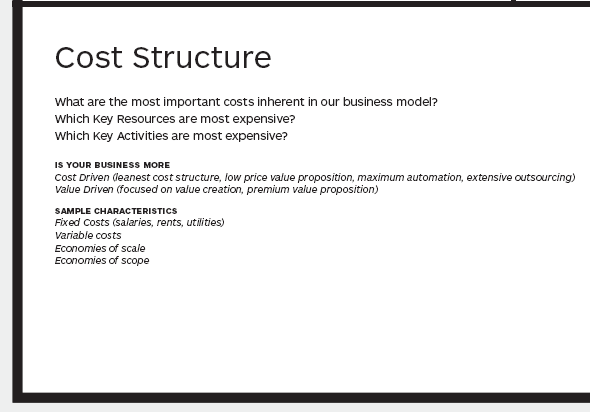 Cost Structure
What are the most important costs inherent in our business model?
Which Key Resources are most expensive?
Which Key Activities are most expensive?
IS YOUR BUSINESS MORE
Cost Driven (leanest cost structure, low price value proposition, maximum automation, extensive outsourcing)
Value Driven (focused on value creation, premium value proposition)
SAMPLE CHARACTERISTICS
Fixed Costs (salaries, rents, utilities)
Variable costs
Economies of scale
Economies of scope